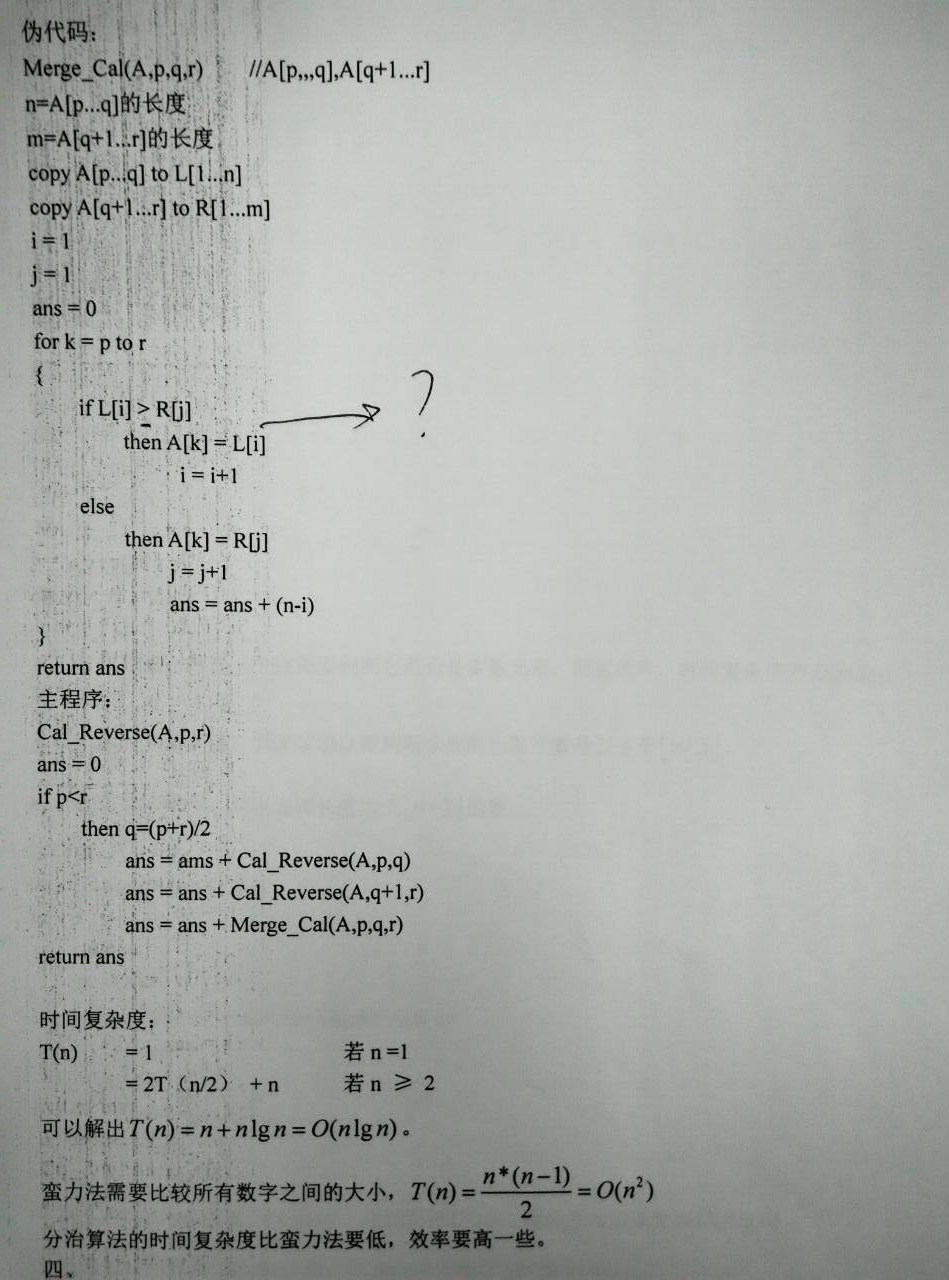 伪代码：
Merge_Cal(A,p,q,r) //A[p,,,q],A[q+1...r]
n=A[p...q]的长度
m=A[q+1...r]的长度
copy A[p...q] to L[1...n]
copy A[q+1...r] to R[1...m]
i = 1
j = 1
ans = 0
for k = p to r
{
if L[i] > R[j]
?
then A[k] = L[i]
i = i+1
else
then A[k] = R[j]
j = j+1
ans = ans + (n-i)
}
return ans
主程序：
Cal_Reverse(A,p,r)
ans = 0
if p<r
then q=(p+r)/2
ans = ams + Cal_Reverse(A,p,q)
ans = ans + Cal_Reverse(A,q+1,r)
ans = ans + Merge_Cal(A,p,q,r)
return ans
时间复杂度：
T(n) = 1 若 n =1
= 2T（n/2） + n 若 n ≥ 2
可以解出T(n) = n + n lg n = O(n lg n)。
蛮力法需要比较所有数字之间的大小，T(n) = n*(n−1)/2 = O(n²)
分治算法的时间复杂度比蛮力法要低，效率要高一些。
四、